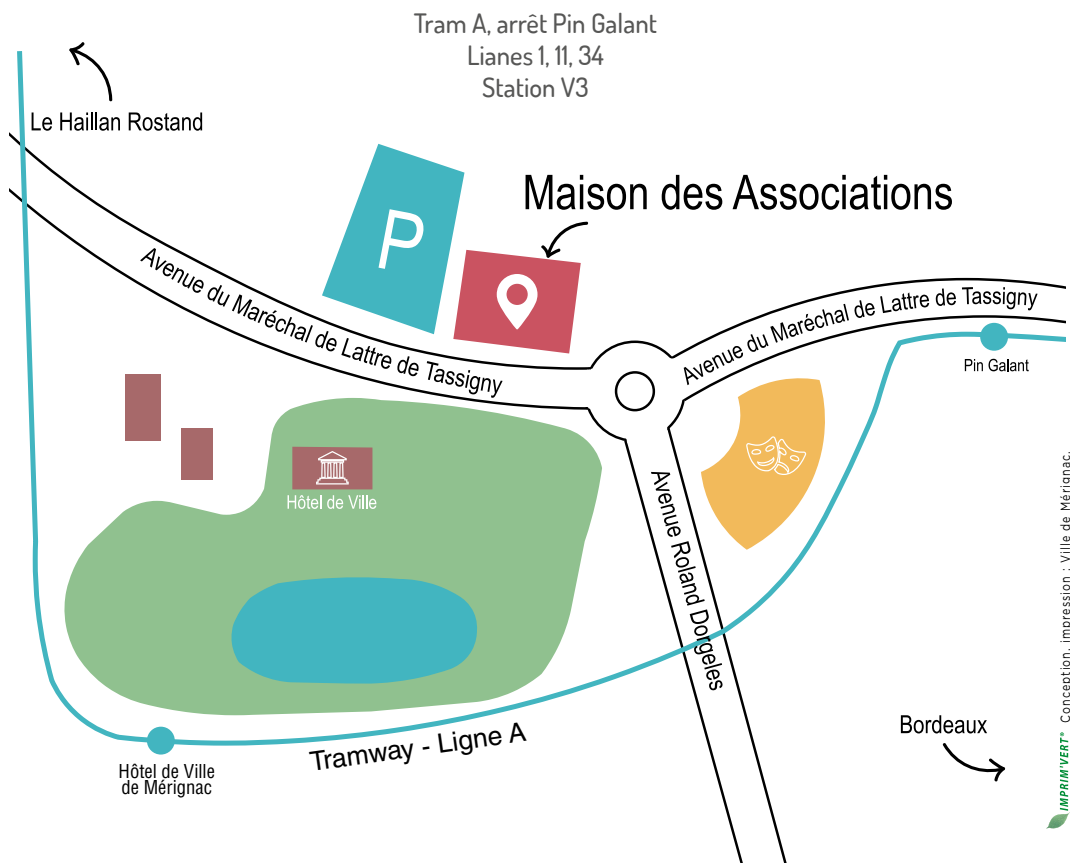 Tram A, arrêt Pin Galant
Lianes 1, 11, 34
Station V3
Le Haillan Rostand
Maison des Associations
P
Avenue du Maréchal de Lattre de Tassigny
Avenue du Maréchal de Lattre de Tassigny
Pin Galant
Hôtel de Ville
Avenue Roland Dorgeles
Tramway - Ligne A
Hôtel de Ville
de Mérignac
Bordeaux
IMPRIM'VERT® Conception, impression : Ville de Mérignac.